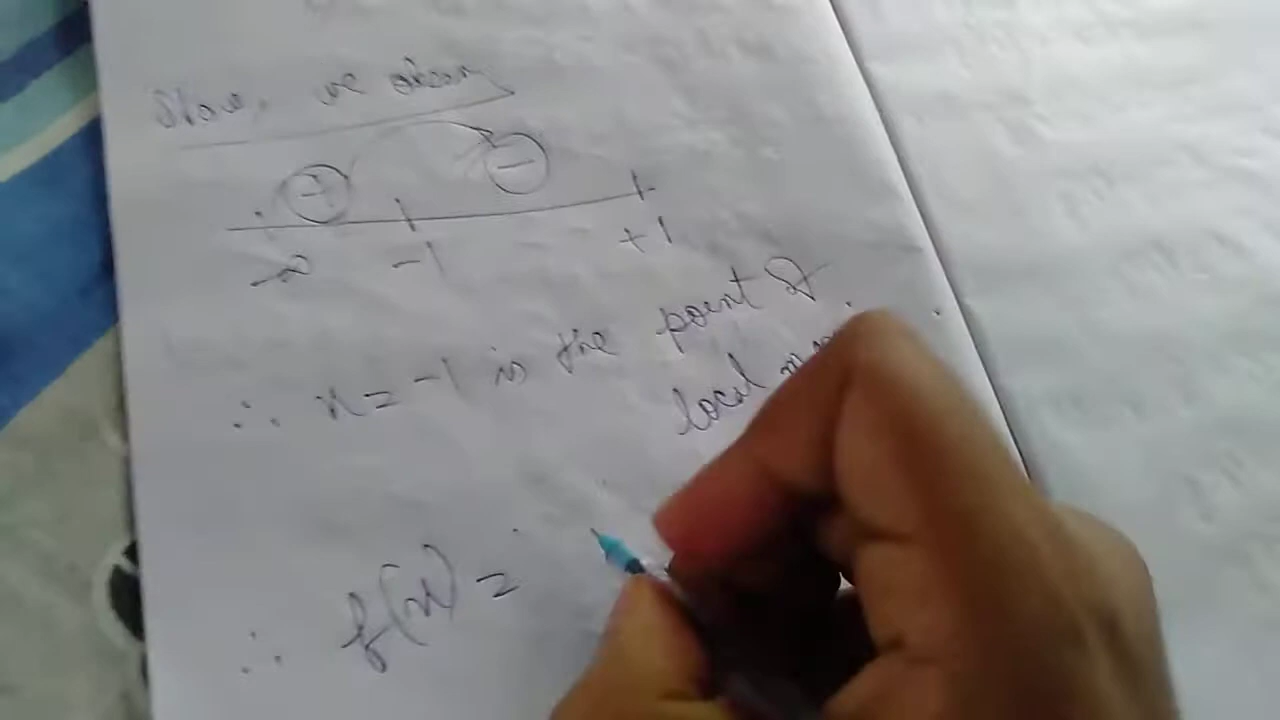 Now, we observe
+ -
-∞ -1 +1
∴ x = -1 is the point of
local
∴ f(x) =